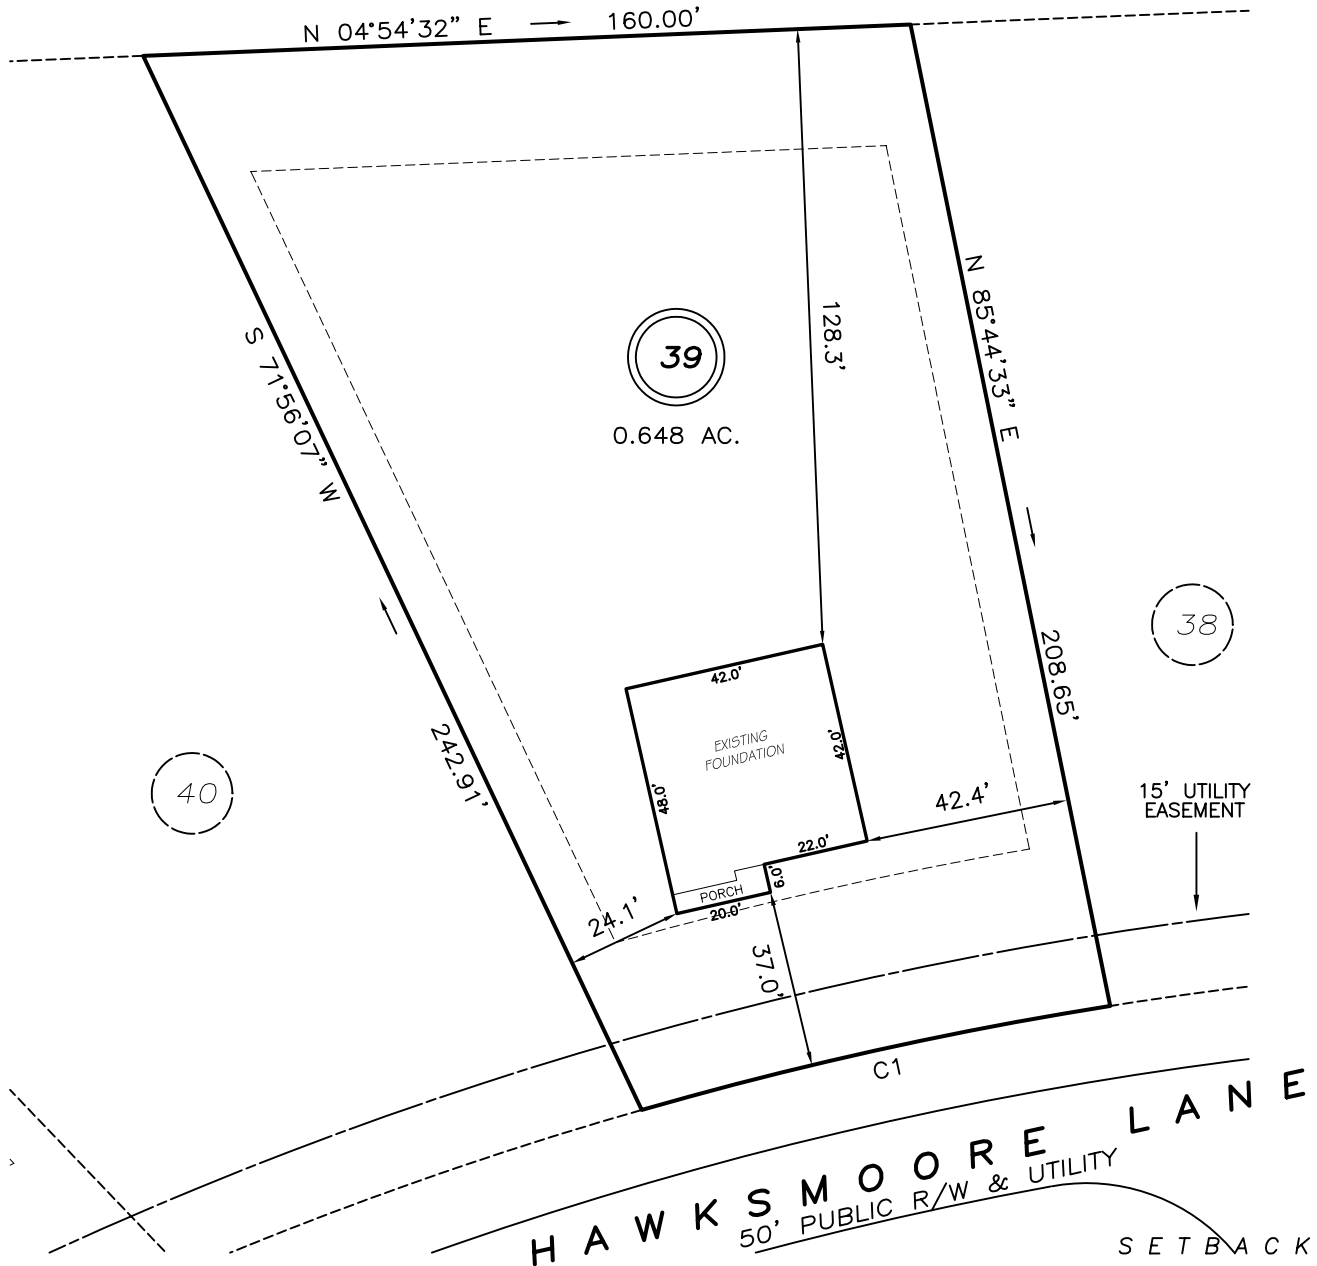 N 04°54'32" E 160.00'
N 85°44'33" E
208.65'
S 71°56'07" W
242.91'
128.3'
39
0.648 AC.
38
40
42.0'
EXISTING
FOUNDATION
42.0'
48.0'
42.4'
15' UTILITY
EASEMENT
22.0'
6.0'
PORCH
20.0'
24.1'
37.0'
C1
HAWKSMOORE LANE
50' PUBLIC R/W & UTILITY
SETBACK